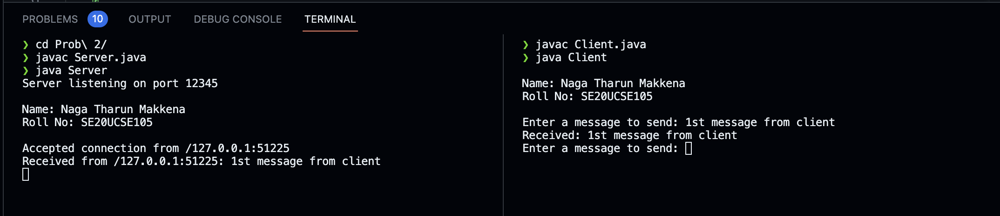 PROBLEMS 10 OUTPUT DEBUG CONSOLE TERMINAL
❯ cd Prob\ 2/
❯ javac Server.java
❯ java Server
Server listening on port 12345
Name: Naga Tharun Makkena
Roll No: SE20UCSE105
Accepted connection from /127.0.0.1:51225
Received from /127.0.0.1:51225: 1st message from client
❯ javac Client.java
❯ java Client
Name: Naga Tharun Makkena
Roll No: SE20UCSE105
Enter a message to send: 1st message from client
Received: 1st message from client
Enter a message to send: